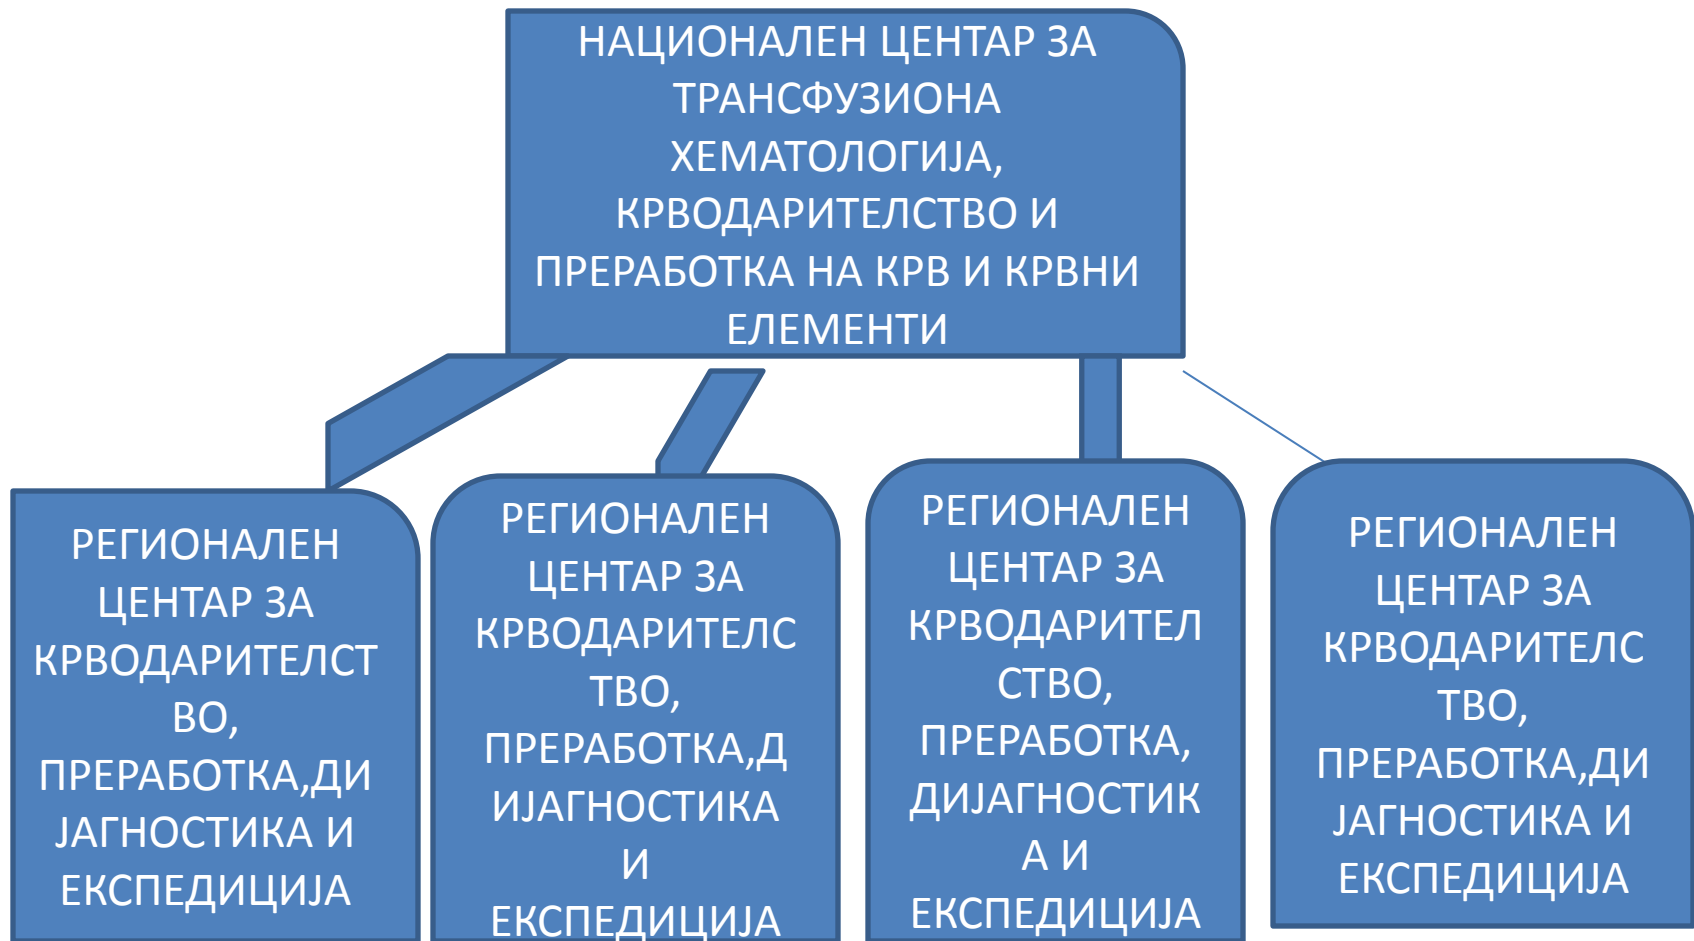 НАЦИОНАЛЕН ЦЕНТАР ЗА
ТРАНСФУЗИОНА
ХЕМАТОЛОГИЈА,
КРВОДАРИТЕЛСТВО И
ПРЕРАБОТКА НА КРВ И КРВНИ
ЕЛЕМЕНТИ
РЕГИОНАЛЕН
ЦЕНТАР ЗА
КРВОДАРИТЕЛСТ
ВО,
ПРЕРАБОТКА,ДИ
ЈАГНОСТИКА И
ЕКСПЕДИЦИЈА
РЕГИОНАЛЕН
ЦЕНТАР ЗА
КРВОДАРИТЕЛС
ТВО,
ПРЕРАБОТКА,Д
ИЈАГНОСТИКА
И
ЕКСПЕДИЦИЈА
РЕГИОНАЛЕН
ЦЕНТАР ЗА
КРВОДАРИТЕЛ
СТВО,
ПРЕРАБОТКА,
ДИЈАГНОСТИК
А И
ЕКСПЕДИЦИЈА
РЕГИОНАЛЕН
ЦЕНТАР ЗА
КРВОДАРИТЕЛС
ТВО,
ПРЕРАБОТКА,ДИ
ЈАГНОСТИКА И
ЕКСПЕДИЦИЈА